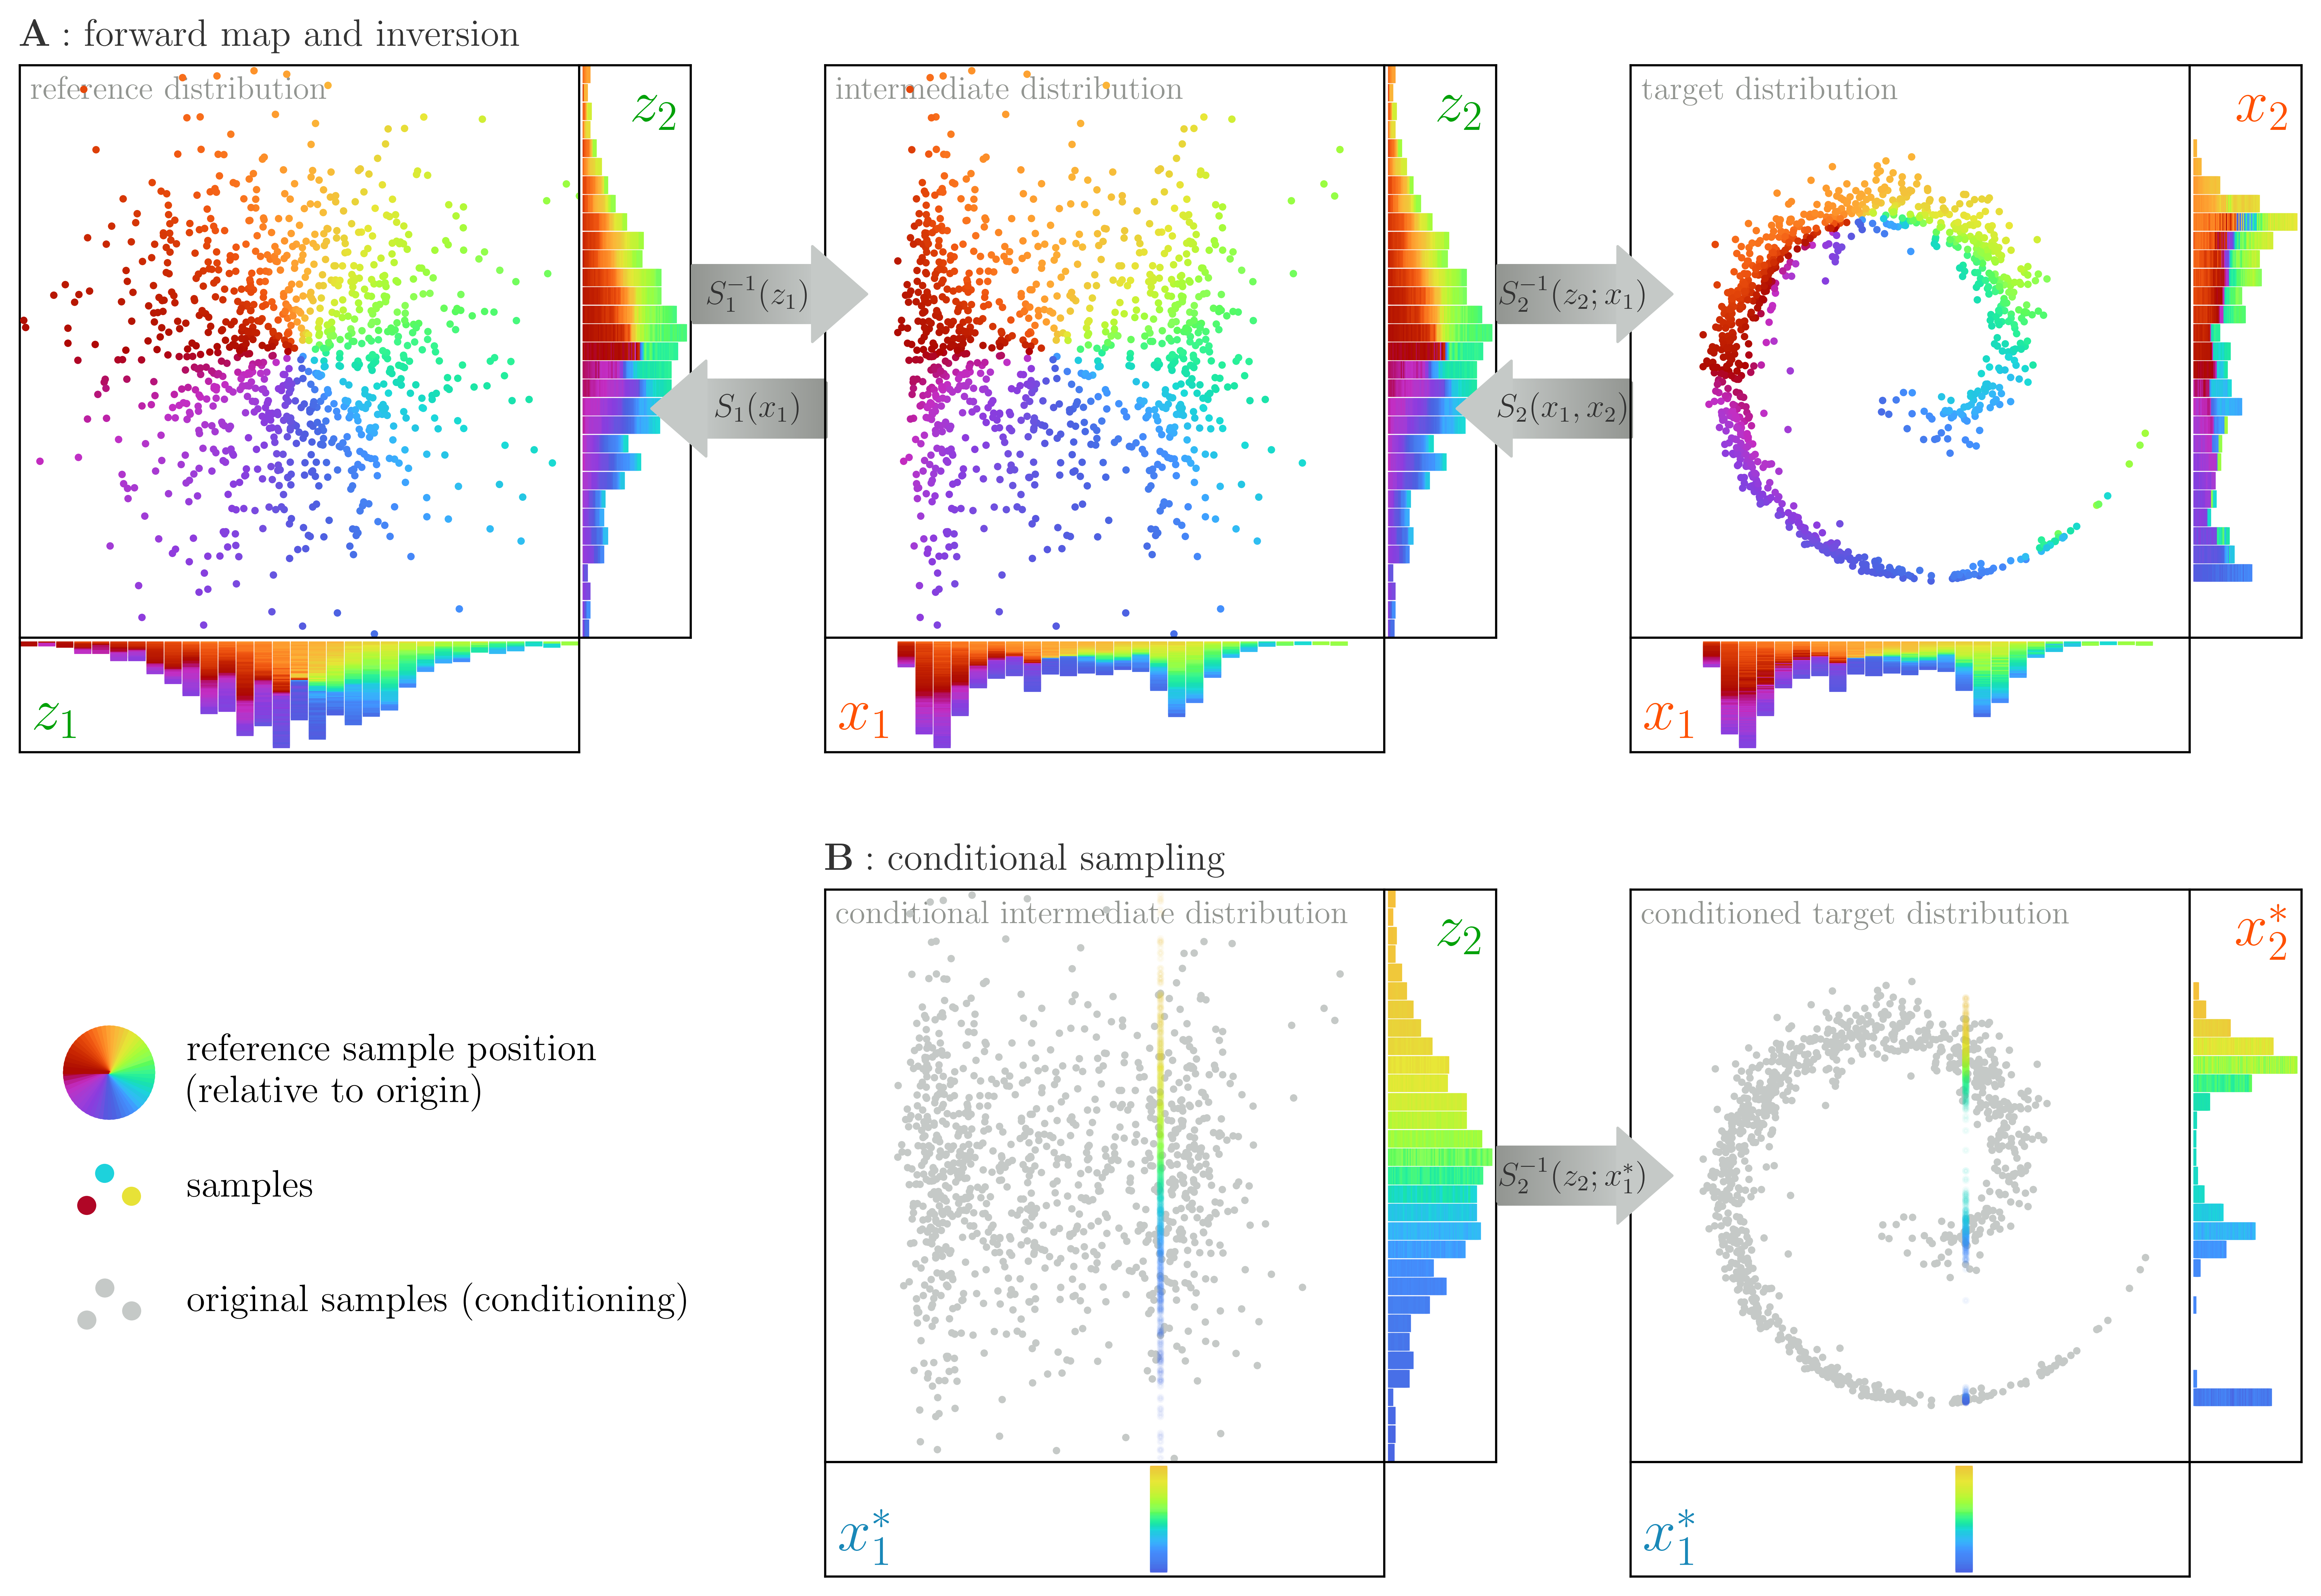 A : forward map and inversion
reference distribution
z₂
z₁
S₁⁻¹(z₁)
S₁(x₁)
intermediate distribution
z₂
x₁
S₂⁻¹(z₂; x₁)
S₂(x₁, x₂)
target distribution
x₂
x₁
B : conditional sampling
conditional intermediate distribution
z₂
x₁*
S₂⁻¹(z₂; x₁*)
conditioned target distribution
x₂*
x₁*
reference sample position
(relative to origin)
samples
original samples (conditioning)